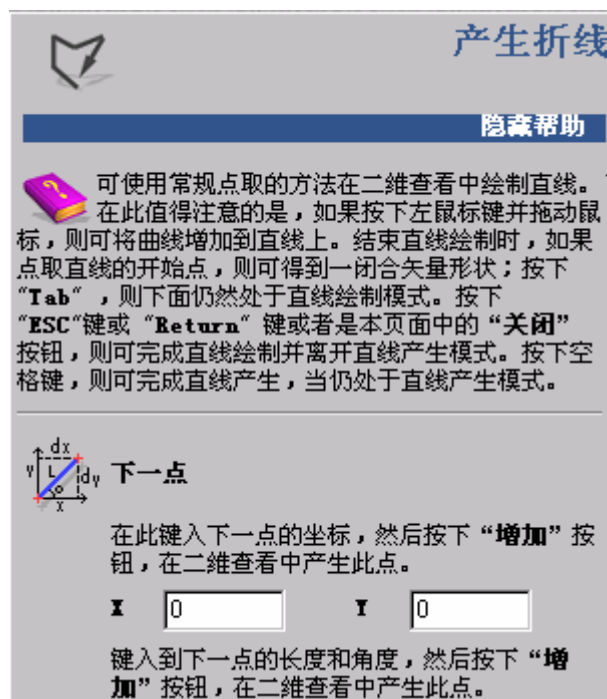 产生折线
隐藏帮助
可使用常规点取的方法在二维查看中绘制直线。
在此值得注意的是，如果按下左鼠标键并拖动鼠
标，则可将曲线增加到直线上。结束直线绘制时，如果
点取直线的开始点，则可得到一闭合矢量形状；按下
"Tab" ，则下面仍然处于直线绘制模式。按下
"ESC"键或 "Return" 键或者是本页面中的 “关闭”
按钮，则可完成直线绘制并离开直线产生模式。按下空
格键，则可完成直线产生，当仍处于直线产生模式。
dx
y L dy 下一点
x
在此键入下一点的坐标，然后按下 “增加” 按
钮，在二维查看中产生此点。
X 0 Y 0
键入到下一点的长度和角度，然后按下 “增
加” 按钮，在二维查看中产生此点。